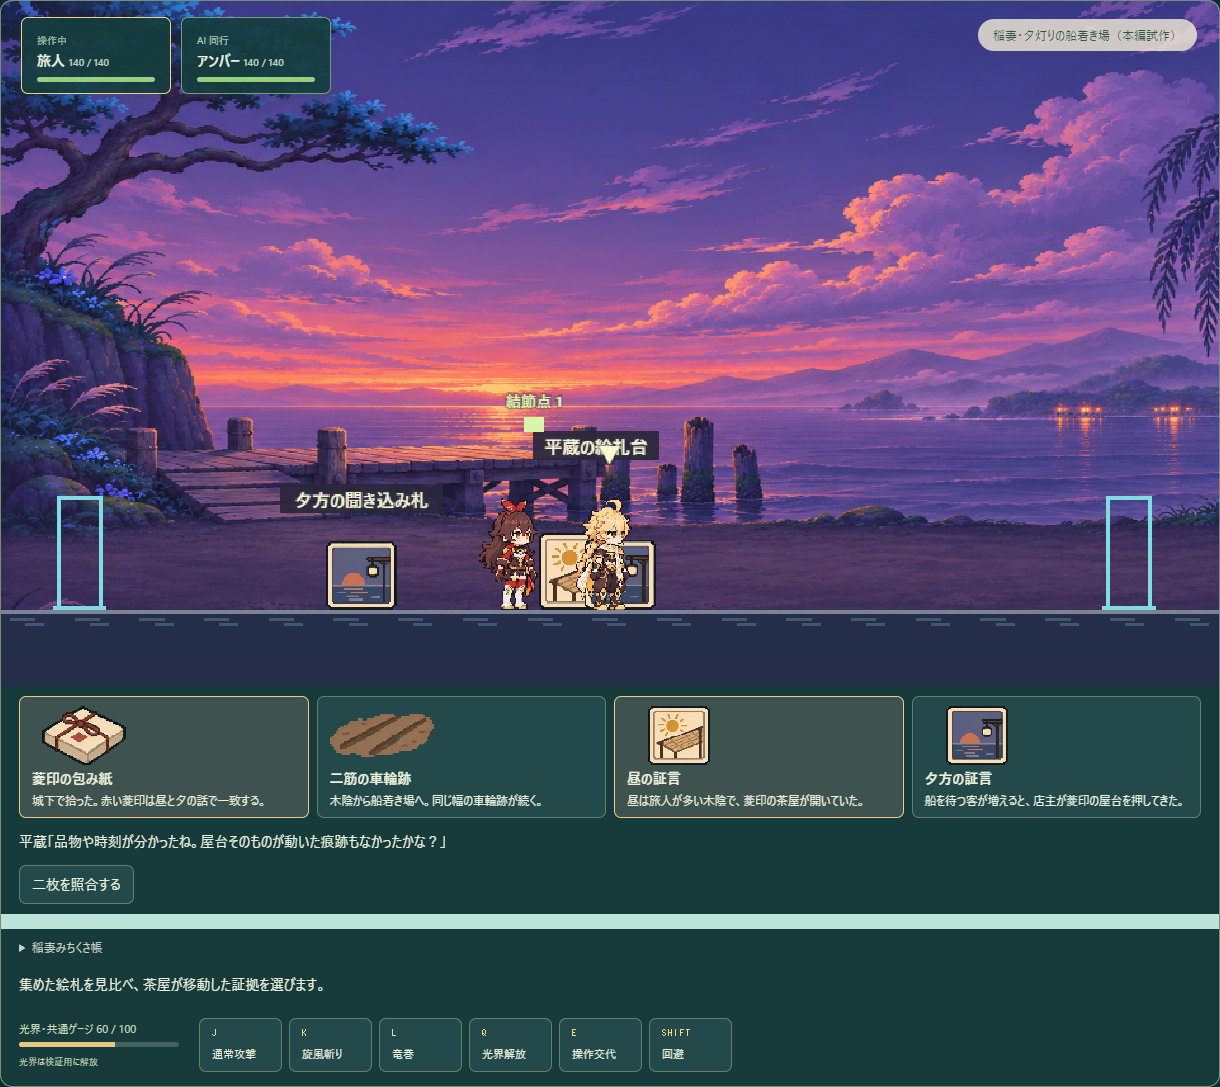 操作中
旅人 140 / 140
AI 同行
アンバー 140 / 140
稲妻・夕灯りの船着き場（本編試作）
結節点 1
平蔵の絵札台
夕方の聞き込み札
菱印の包み紙
城下で拾った。赤い菱印は昼と夕の話で一致する。
二筋の車輪跡
木陰から船着き場へ。同じ幅の車輪跡が続く。
昼の証言
昼は旅人が多い木陰で、菱印の茶屋が開いていた。
夕方の証言
船を待つ客が増えると、店主が菱印の屋台を押してきた。
平蔵「品物や時刻が分かったね。屋台そのものが動いた痕跡もなかったかな？」
二枚を照合する
▶ 稲妻みちくさ帳
集めた絵札を見比べ、茶屋が移動した証拠を選びます。
光界・共通ゲージ 60 / 100
光界は検証用に解放
J
通常攻撃
K
旋風斬り
L
竜巻
Q
光界解放
E
操作交代
SHIFT
回避